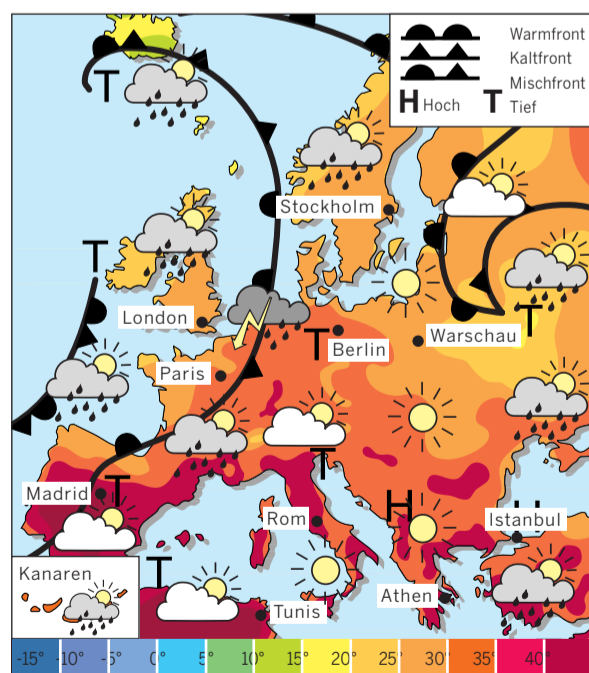 Warmfront
Kaltfront
Mischfront
H Hoch T Tief
T
Stockholm
T
London
T Berlin
Warschau
T
Paris
Madrid
T
T
H
H
Rom
Istanbul
T
Kanaren
Athen
Tunis
-15° -10° -5° 0° 5° 10° 15° 20° 25° 30° 35° 40°